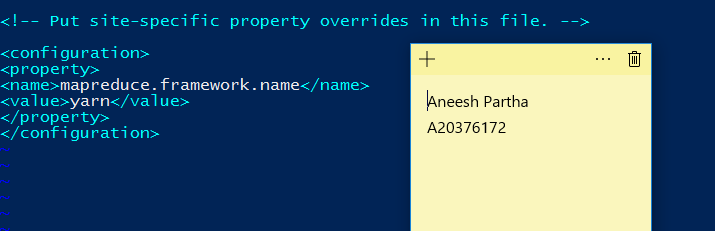 <!-- Put site-specific property overrides in this file. -->
<configuration>
<property>
<name>mapreduce.framework.name</name>
<value>yarn</value>
</property>
</configuration>
~
~
~
~
~
Aneesh Partha
A20376172